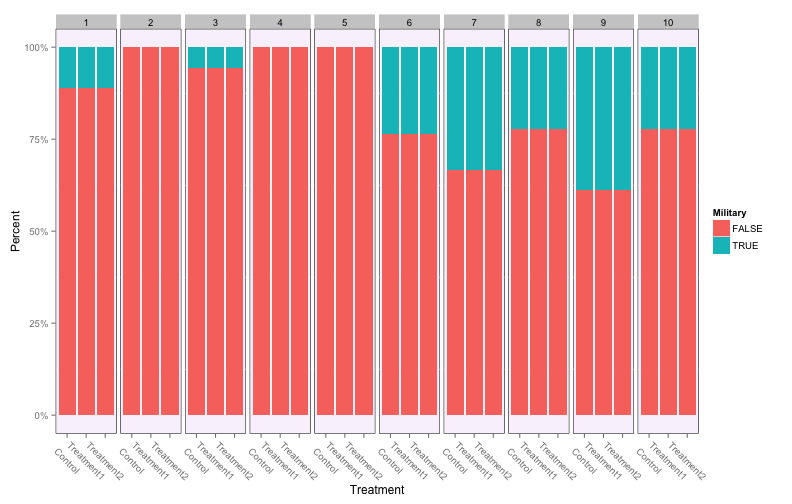 1 2 3 4 5 6 7 8 9 10
100%
75%
50%
25%
0%
Percent
Control Treatment1 Treatment2 Control Treatment1 Treatment2 Control Treatment1 Treatment2 Control Treatment1 Treatment2 Control Treatment1 Treatment2 Control Treatment1 Treatment2 Control Treatment1 Treatment2 Control Treatment1 Treatment2 Control Treatment1 Treatment2 Control Treatment1 Treatment2
Treatment
Military
FALSE
TRUE